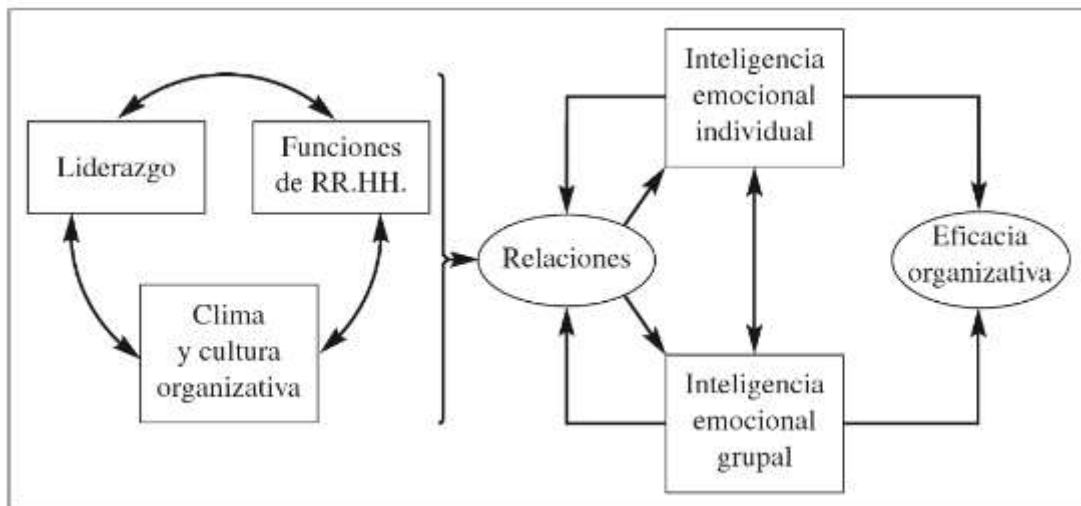 Liderazgo
Funciones
de RR.HH.
Clima
y cultura
organizativa
Relaciones
Inteligencia
emocional
individual
Inteligencia
emocional
grupal
Eficacia
organizativa